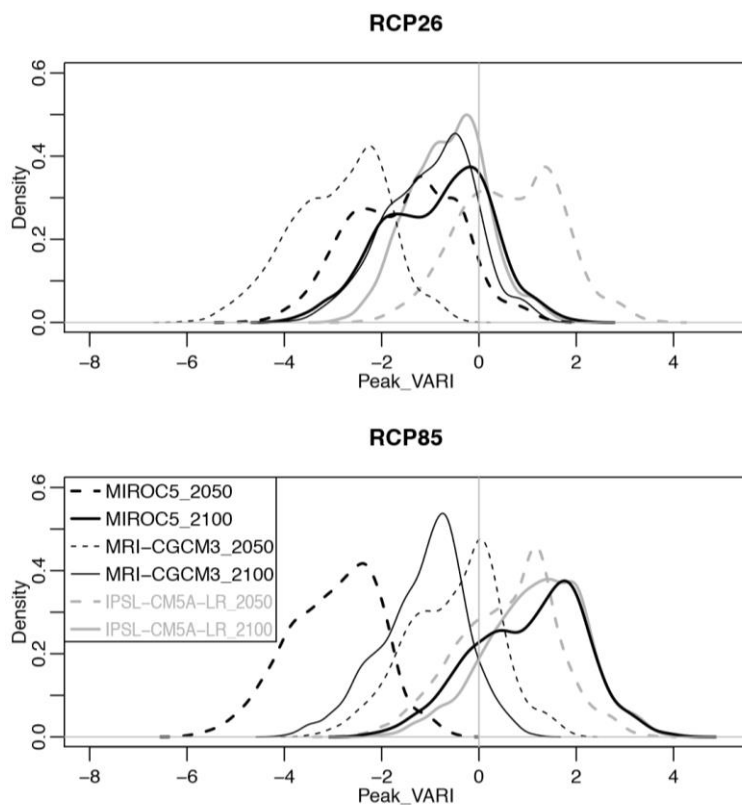 RCP26
Density
0.0 0.2 0.4 0.6
−8 −6 −4 −2 0 2 4
Peak_VARI
RCP85
Density
0.0 0.2 0.4 0.6
MIROC5_2050
MIROC5_2100
MRI−CGCM3_2050
MRI−CGCM3_2100
IPSL−CM5A−LR_2050
IPSL−CM5A−LR_2100
−8 −6 −4 −2 0 2 4
Peak_VARI